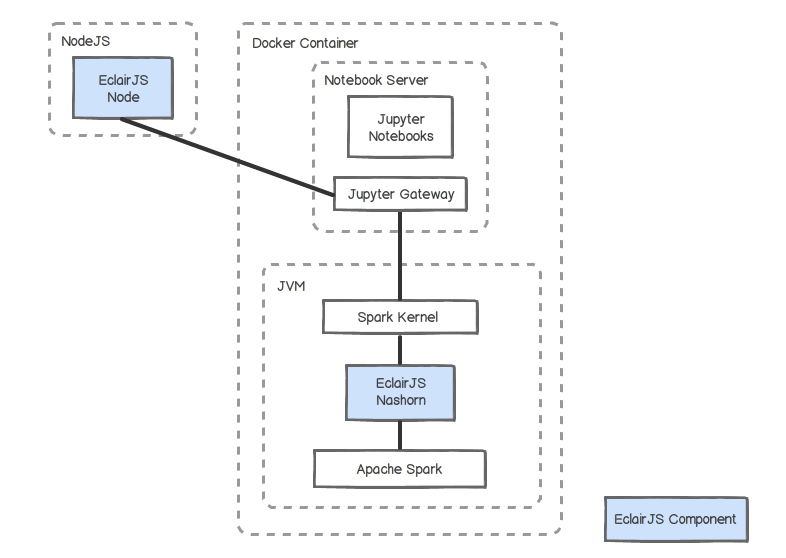 NodeJS
EclairJS
Node
Docker Container
Notebook Server
Jupyter
Notebooks
Jupyter Gateway
JVM
Spark Kernel
EclairJS
Nashorn
Apache Spark
EclairJS Component